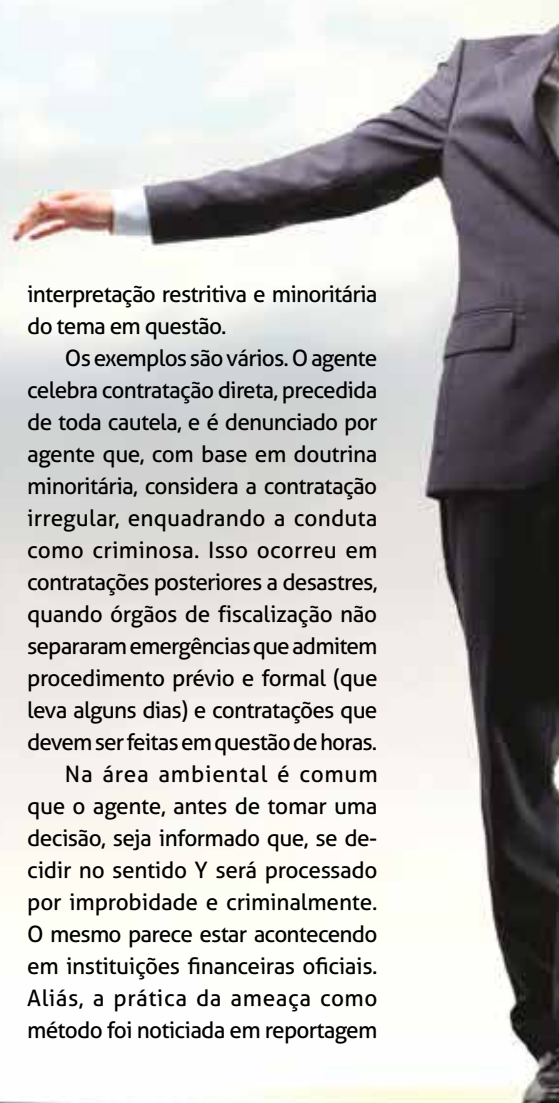 interpretação restritiva e minoritária
do tema em questão.
Os exemplos são vários. O agente
celebra contratação direta, precedida
de toda cautela, e é denunciado por
agente que, com base em doutrina
minoritária, considera a contratação
irregular, enquadrando a conduta
como criminosa. Isso ocorreu em
contratações posteriores a desastres,
quando órgãos de fiscalização não
separaram emergências que admitem
procedimento prévio e formal (que
leva alguns dias) e contratações que
devem ser feitas em questão de horas.
Na área ambiental é comum
que o agente, antes de tomar uma
decisão, seja informado que, se de-
cidir no sentido Y será processado
por improbidade e criminalmente.
O mesmo parece estar acontecendo
em instituições financeiras oficiais.
Aliás, a prática da ameaça como
método foi noticiada em reportagem